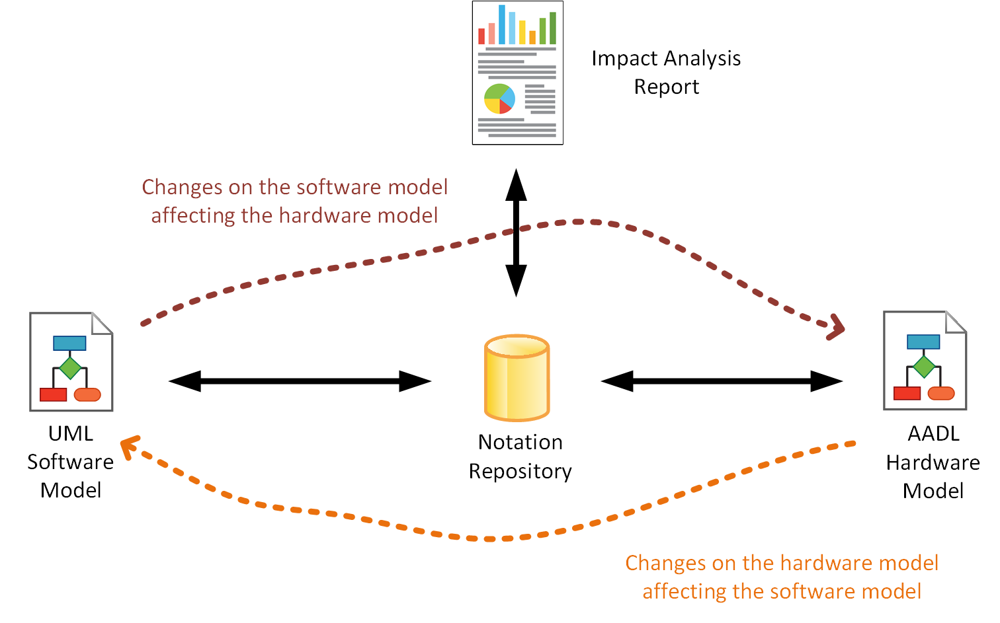 Impact Analysis
Report
Changes on the software model
affecting the hardware model
UML
Software
Model
Notation
Repository
AADL
Hardware
Model
Changes on the hardware model
affecting the software model